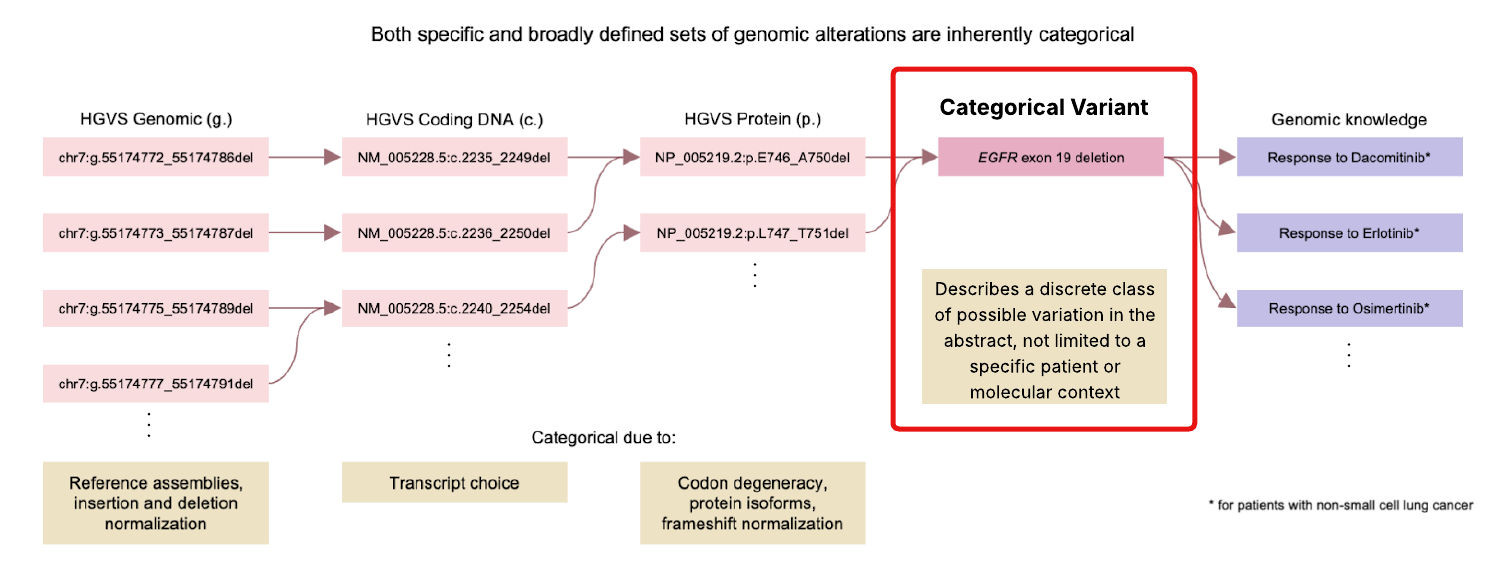 Both specific and broadly defined sets of genomic alterations are inherently categorical
HGVS Genomic (g.)
chr7:g.55174772_55174786del
chr7:g.55174773_55174787del
chr7:g.55174775_55174789del
chr7:g.55174777_55174791del
Reference assemblies,
insertion and deletion
normalization
HGVS Coding DNA (c.)
NM_005228.5:c.2235_2249del
NM_005228.5:c.2236_2250del
NM_005228.5:c.2240_2254del
Categorical due to:
Transcript choice
HGVS Protein (p.)
NP_005219.2:p.E746_A750del
NP_005219.2:p.L747_T751del
Codon degeneracy,
protein isoforms,
frameshift normalization
Categorical Variant
EGFR exon 19 deletion
Describes a discrete class
of possible variation in the
abstract, not limited to a
specific patient or
molecular context
Genomic knowledge
Response to Dacomitinib*
Response to Erlotinib*
Response to Osimertinib*
* for patients with non-small cell lung cancer